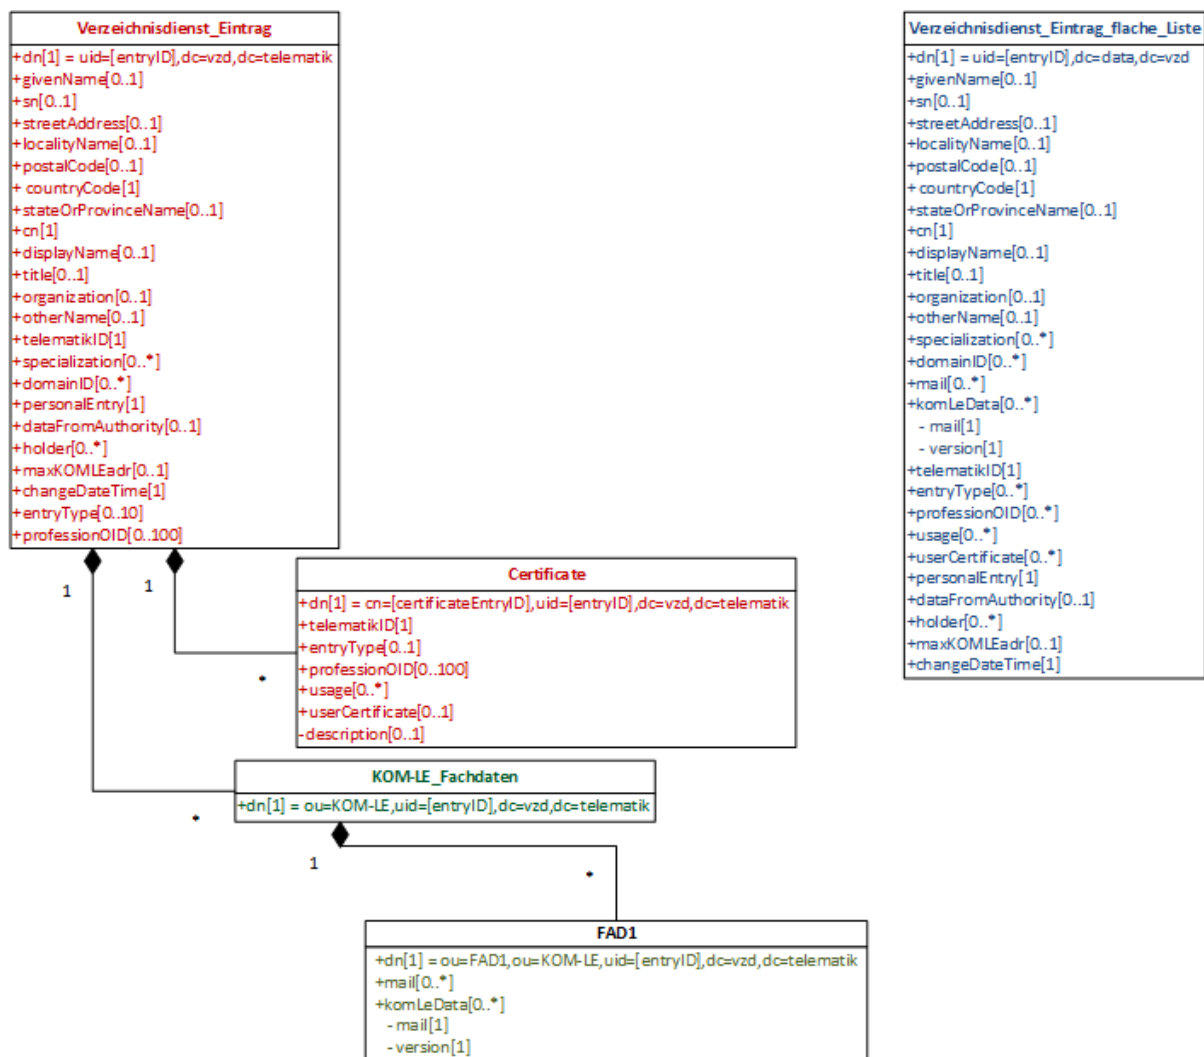 Verzeichnisdienst_Eintrag
+dn[1] = uid=[entryID],dc=vzd,dc=telematik
+givenName[0..1]
+sn[0..1]
+streetAddress[0..1]
+localityName[0..1]
+postalCode[0..1]
+ countryCode[1]
+stateOrProvinceName[0..1]
+cn[1]
+displayName[0..1]
+title[0..1]
+organization[0..1]
+otherName[0..1]
+telematikID[1]
+specialization[0..*]
+domainID[0..*]
+personalEntry[1]
+dataFromAuthority[0..1]
+holder[0..*]
+maxKOMLEadr[0..1]
+changeDateTime[1]
+entryType[0..10]
+professionOID[0..100]
Verzeichnisdienst_Eintrag_flache_Liste
+dn[1] = uid=[entryID],dc=data,dc=vzd
+givenName[0..1]
+sn[0..1]
+streetAddress[0..1]
+localityName[0..1]
+postalCode[0..1]
+ countryCode[1]
+stateOrProvinceName[0..1]
+cn[1]
+displayName[0..1]
+title[0..1]
+organization[0..1]
+otherName[0..1]
+specialization[0..*]
+domainID[0..*]
+mail[0..*]
+komLeData[0..*]
- mail[1]
- version[1]
+telematikID[1]
+entryType[0..*]
+professionOID[0..*]
+usage[0..*]
+userCertificate[0..*]
+personalEntry[1]
+dataFromAuthority[0..1]
+holder[0..*]
+maxKOMLEadr[0..1]
+changeDateTime[1]
1
1
Certificate
+dn[1] = cn=[certificateEntryID],uid=[entryID],dc=vzd,dc=telematik
+telematikID[1]
+entryType[0..1]
+professionOID[0..100]
+usage[0..*]
+userCertificate[0..1]
-description[0..1]
*
KOM-LE_Fachdaten
+dn[1] = ou=KOM-LE,uid=[entryID],dc=vzd,dc=telematik
*
1
*
FAD1
+dn[1] = ou=FAD1,ou=KOM-LE,uid=[entryID],dc=vzd,dc=telematik
+mail[0..*]
+komLeData[0..*]
- mail[1]
- version[1]